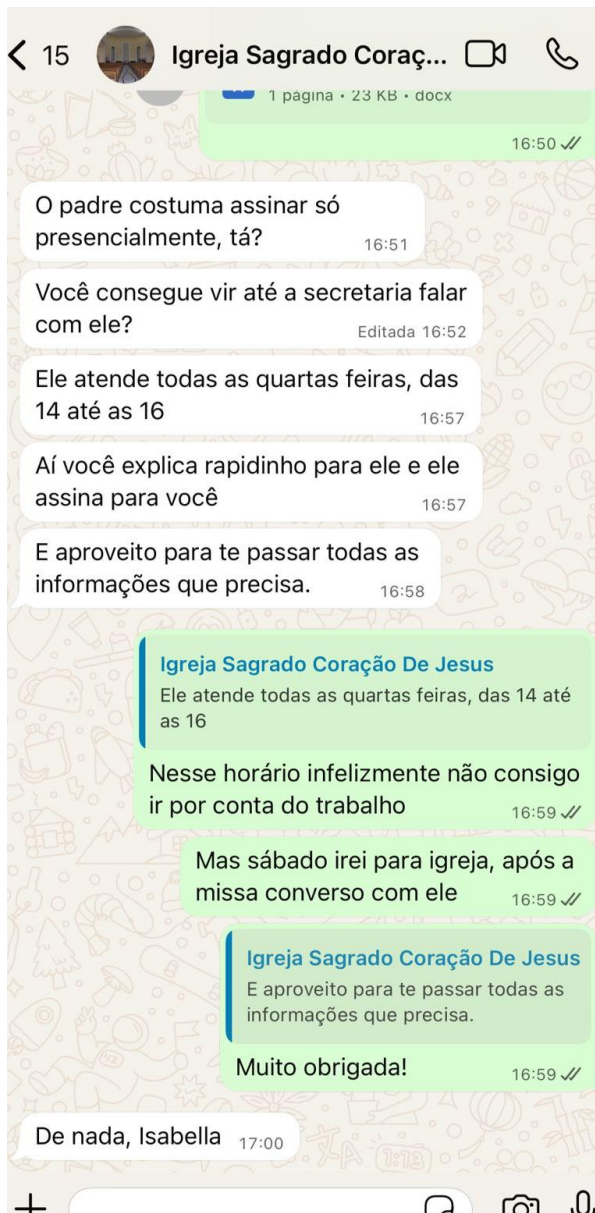 15
Igreja Sagrado Coraç...
1 página • 23 KB • docx
16:50
O padre costuma assinar só
presencialmente, tá?
16:51
Você consegue vir até a secretaria falar
com ele?
Editada 16:52
Ele atende todas as quartas feiras, das
14 até as 16
16:57
Aí você explica rapidinho para ele e ele
assina para você
16:57
E aproveito para te passar todas as
informações que precisa.
16:58
Igreja Sagrado Coração De Jesus
Ele atende todas as quartas feiras, das 14 até
as 16
Nesse horário infelizmente não consigo
ir por conta do trabalho
16:59
Mas sábado irei para igreja, após a
missa converso com ele
16:59
Igreja Sagrado Coração De Jesus
E aproveito para te passar todas as
informações que precisa.
Muito obrigada!
16:59
De nada, Isabella
17:00